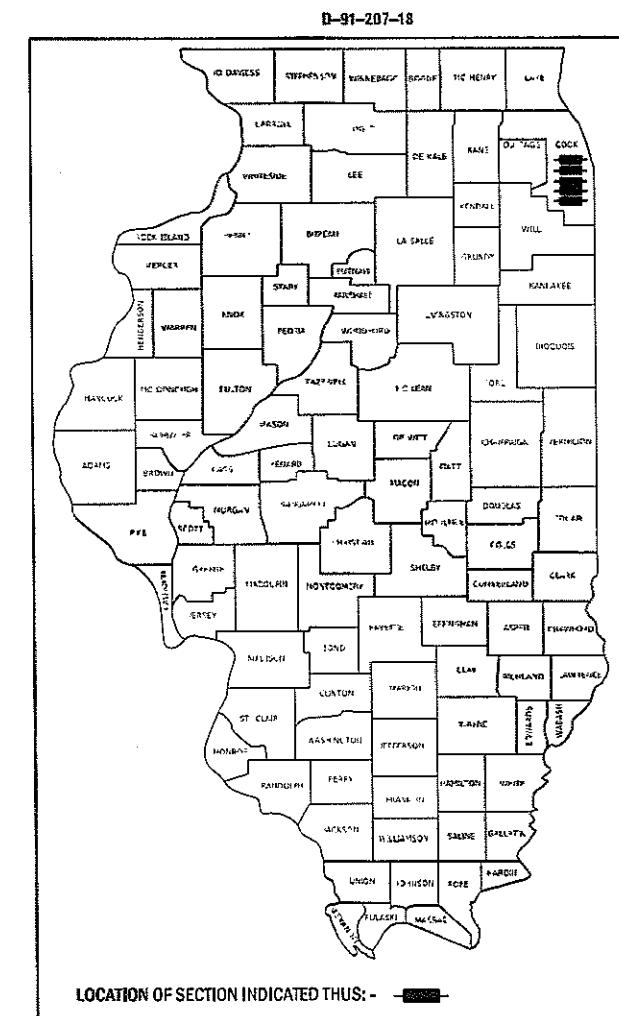 D-91-207-18
JO DAVIESS STEPHENSON WINNEBAGO BOONE MC HENRY LAKE
CARROLL OGLE DE KALB KANE DU PAGE COOK
WHITESIDE LEE KENDALL WILL
ROCK ISLAND HENRY BUREAU LA SALLE GRUNDY
MERCER PUTNAM KANKAKEE
HENDERSON WARREN KNOX STARK MARSHALL LIVINGSTON
PEORIA WOODFORD IROQUOIS
HANCOCK MC DONOUGH FULTON TAZEWELL MC LEAN FORD
SCHUYLER MASON LOGAN DE WITT CHAMPAIGN VERMILION
ADAMS BROWN CASS MENARD MACON PIATT
PIKE SCOTT MORGAN SANGAMON MOULTRIE DOUGLAS EDGAR
CHRISTIAN COLES
CALHOUN GREENE MACOUPIN MONTGOMERY SHELBY CUMBERLAND CLARK
JERSEY FAYETTE EFFINGHAM JASPER CRAWFORD
MADISON BOND
CLAY RICHLAND LAWRENCE
CLINTON MARION
ST. CLAIR WAYNE EDWARDS WABASH
MONROE WASHINGTON JEFFERSON
RANDOLPH PERRY HAMILTON WHITE
FRANKLIN
JACKSON WILLIAMSON SALINE GALLATIN
UNION JOHNSON POPE HARDIN
ALEXANDER PULASKI MASSAC
LOCATION OF SECTION INDICATED THUS: -